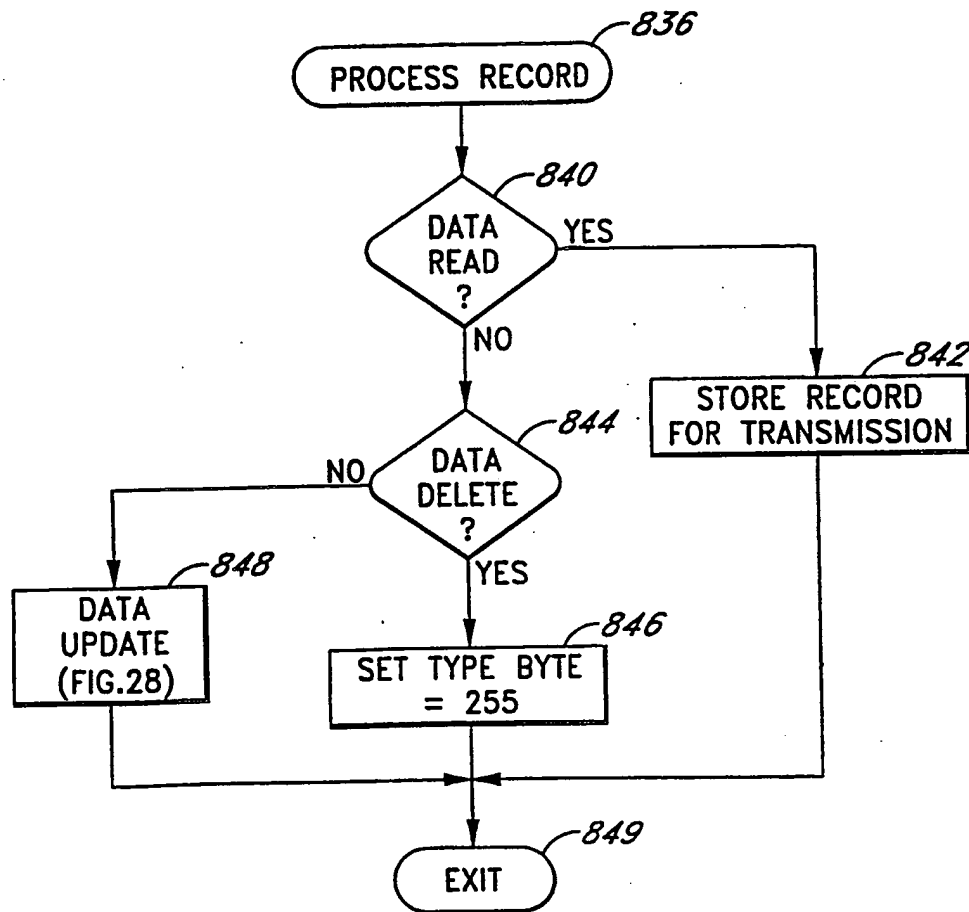 836
PROCESS RECORD
840
DATA
READ
?
YES
NO
842
STORE RECORD
FOR TRANSMISSION
844
DATA
DELETE
?
NO
YES
848
DATA
UPDATE
(FIG.28)
846
SET TYPE BYTE
= 255
849
EXIT